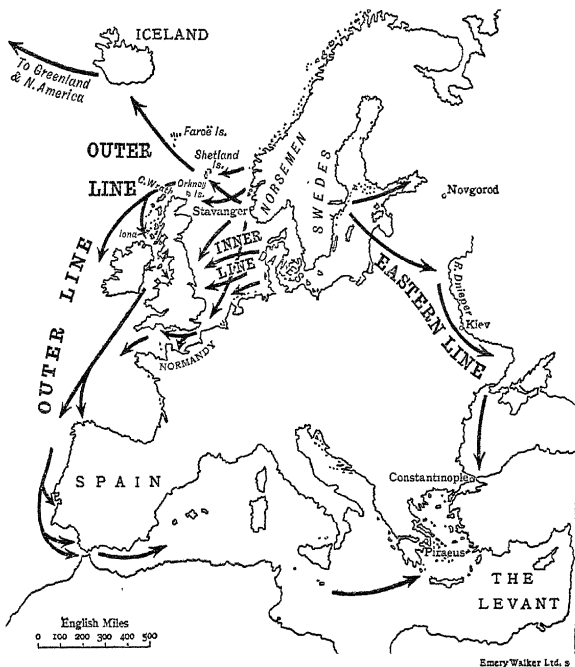 ICELAND
To Greenland
& N. America
Faroë Is.
OUTER
LINE
Shetland
Is.
C. Wrath
Orkney
Is.
Stavanger
NORSEMEN
SWEDES
Novgorod
Iona
INNER
LINE
DANES
OUTER LINE
EASTERN LINE
R. Dnieper
Kiev
NORMANDY
SPAIN
Constantinople
Piraeus
THE
LEVANT
English Miles
0 100 200 300 400 500
Emery Walker Ltd. s